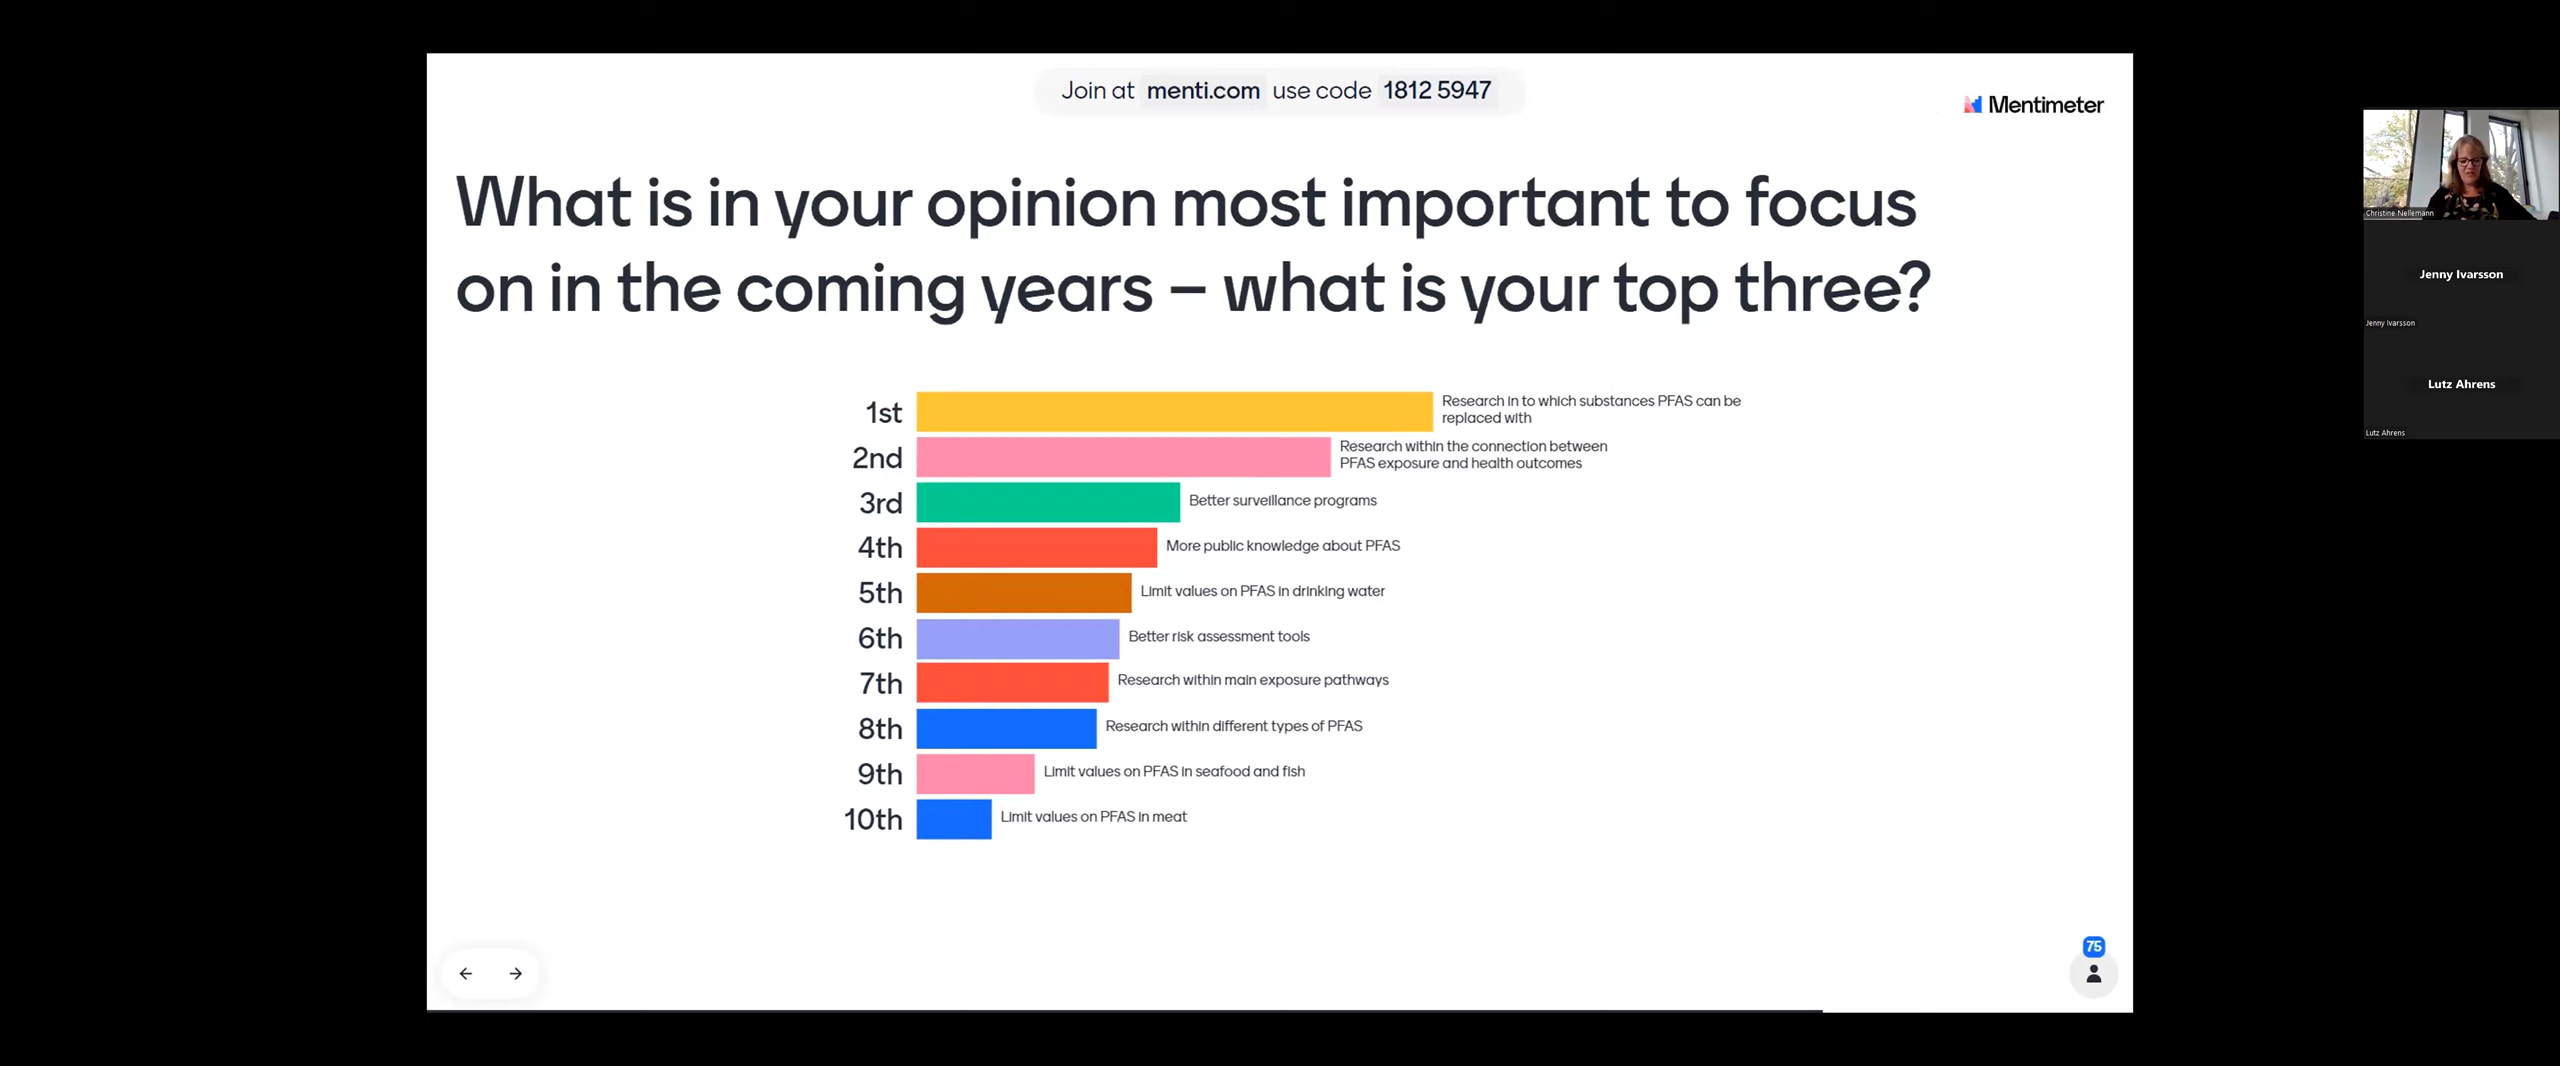 Join at menti.com use code 1812 5947
Mentimeter
What is in your opinion most important to focus
on in the coming years – what is your top three?
1st
Research in to which substances PFAS can be
replaced with
2nd
Research within the connection between
PFAS exposure and health outcomes
3rd Better surveillance programs
4th More public knowledge about PFAS
5th Limit values on PFAS in drinking water
6th Better risk assessment tools
7th Research within main exposure pathways
8th Research within different types of PFAS
9th Limit values on PFAS in seafood and fish
10th Limit values on PFAS in meat
75
Christine Nellemann
Jenny Ivarsson
Jenny Ivarsson
Lutz Ahrens
Lutz Ahrens